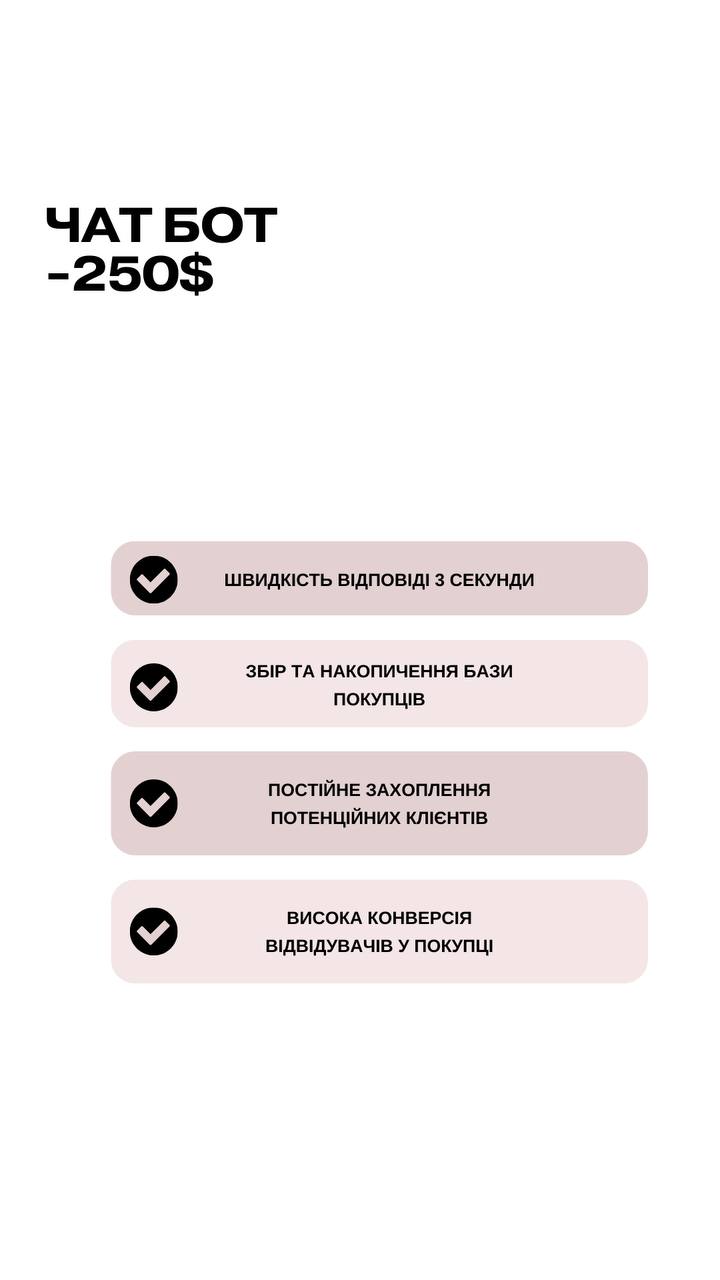 ЧАТ БОТ
-250$
ШВИДКІСТЬ ВІДПОВІДІ 3 СЕКУНДИ
ЗБІР ТА НАКОПИЧЕННЯ БАЗИ
ПОКУПЦІВ
ПОСТІЙНЕ ЗАХОПЛЕННЯ
ПОТЕНЦІЙНИХ КЛІЄНТІВ
ВИСОКА КОНВЕРСІЯ
ВІДВІДУВАЧІВ У ПОКУПЦІ